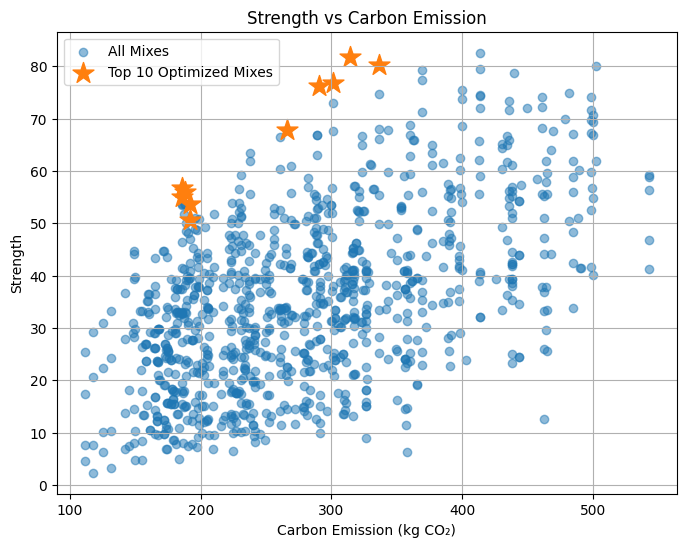 Strength vs Carbon Emission
All Mixes
Top 10 Optimized Mixes
80
70
60
50
40
30
20
10
0
Strength
100 200 300 400 500
Carbon Emission (kg CO₂)